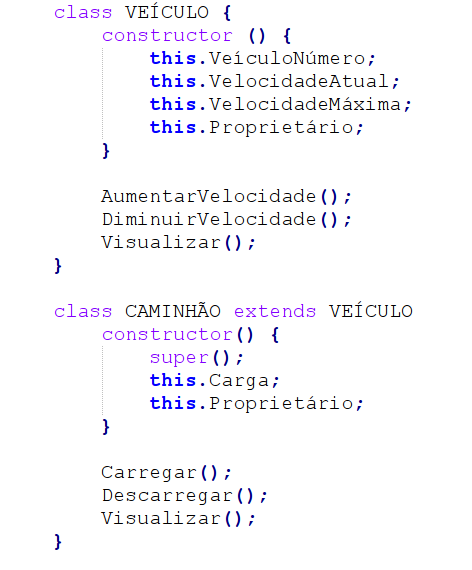 class VEÍCULO {
constructor () {
this.VeículoNúmero;
this.VelocidadeAtual;
this.VelocidadeMáxima;
this.Proprietário;
}
AumentarVelocidade();
DiminuirVelocidade();
Visualizar();
}
class CAMINHÃO extends VEÍCULO
constructor() {
super();
this.Carga;
this.Proprietário;
}
Carregar();
Descarregar();
Visualizar();
}